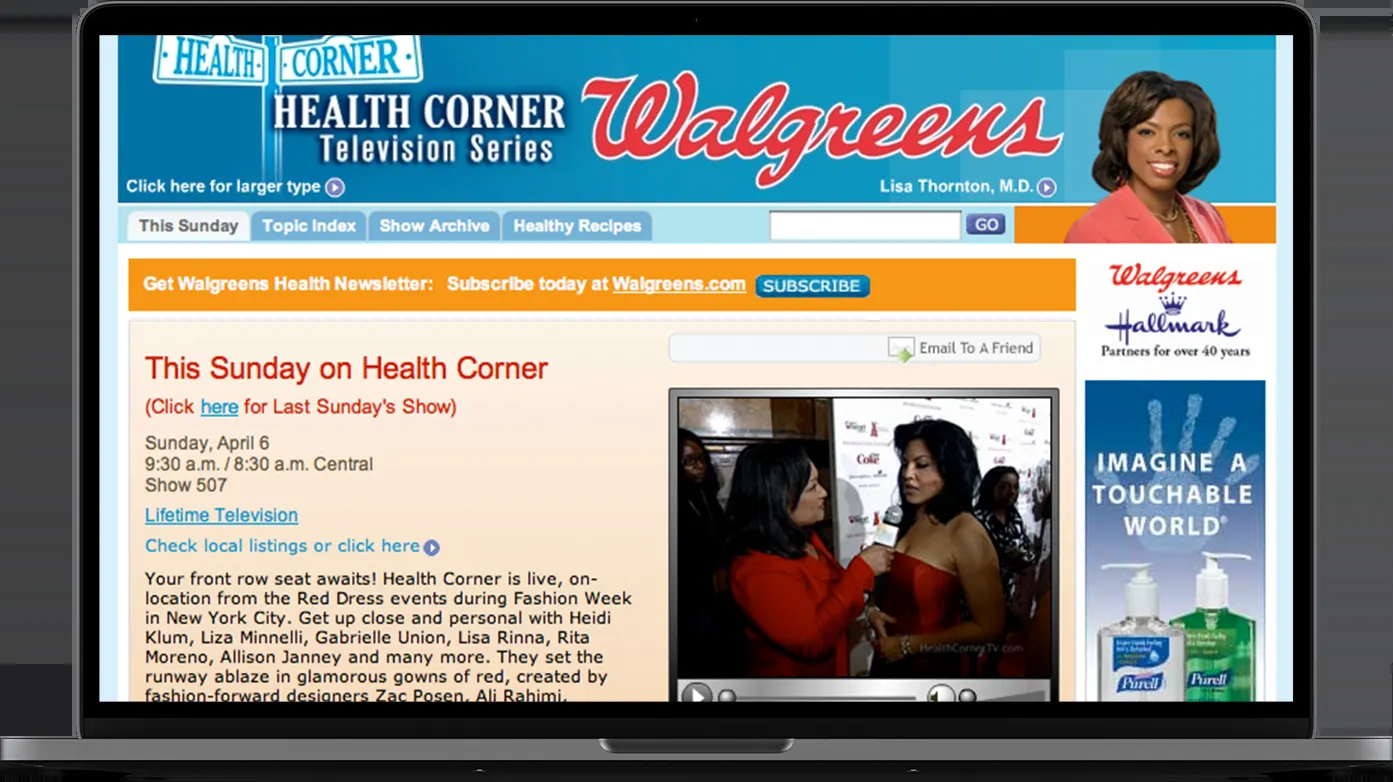 HEALTH CORNER
HEALTH CORNER
Television Series
Walgreens
Click here for larger type
Lisa Thornton, M.D.
This Sunday
Topic Index
Show Archive
Healthy Recipes
GO
Get Walgreens Health Newsletter: Subscribe today at Walgreens.com SUBSCRIBE
Walgreens
Hallmark
Partners for over 40 years
Email To A Friend
This Sunday on Health Corner
(Click here for Last Sunday's Show)
Sunday, April 6
9:30 a.m. / 8:30 a.m. Central
Show 507
Lifetime Television
Check local listings or click here
Your front row seat awaits! Health Corner is live, on-
location from the Red Dress events during Fashion Week
in New York City. Get up close and personal with Heidi
Klum, Liza Minnelli, Gabrielle Union, Lisa Rinna, Rita
Moreno, Allison Janney and many more. They set the
runway ablaze in glamorous gowns of red, created by
fashion-forward designers Zac Posen, Ali Rahimi,
Coke
HealthCornerTV.com
IMAGINE A
TOUCHABLE
WORLD®
Purell
Purell